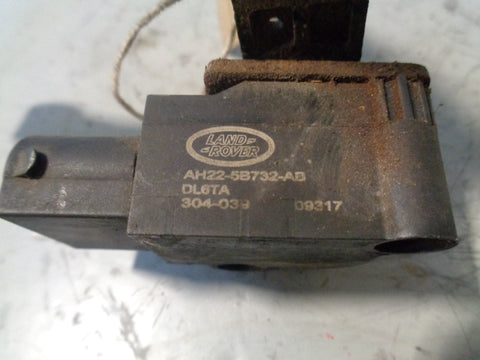 LAND-
-ROVER
AH22-5B732-AB
DL6TA
304-039 09317